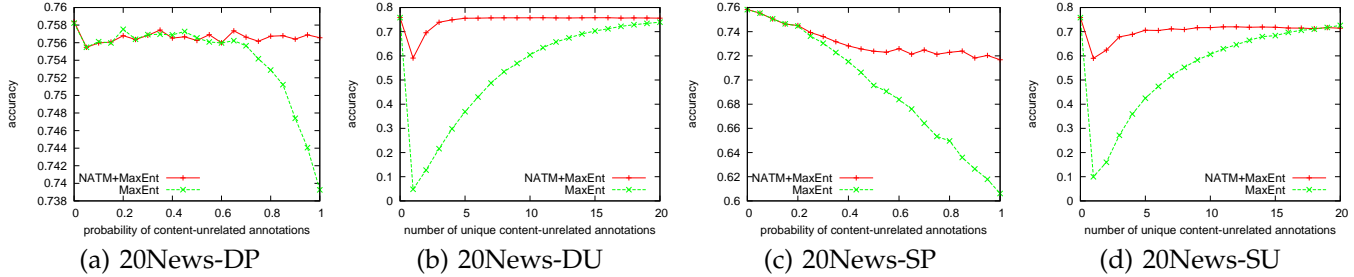 0.76
0.758
0.756
0.754
0.752
0.75
0.748
0.746
0.744
0.742
0.74
0.738
accuracy
NATM+MaxEnt
MaxEnt
0 0.2 0.4 0.6 0.8 1
probability of content-unrelated annotations
(a) 20News-DP
0.8
0.7
0.6
0.5
0.4
0.3
0.2
0.1
0
accuracy
NATM+MaxEnt
MaxEnt
0 5 10 15 20
number of unique content-unrelated annotations
(b) 20News-DU
0.76
0.74
0.72
0.7
0.68
0.66
0.64
0.62
0.6
accuracy
NATM+MaxEnt
MaxEnt
0 0.2 0.4 0.6 0.8 1
probability of content-unrelated annotations
(c) 20News-SP
0.8
0.7
0.6
0.5
0.4
0.3
0.2
0.1
0
accuracy
NATM+MaxEnt
MaxEnt
0 5 10 15 20
number of unique content-unrelated annotations
(d) 20News-SU